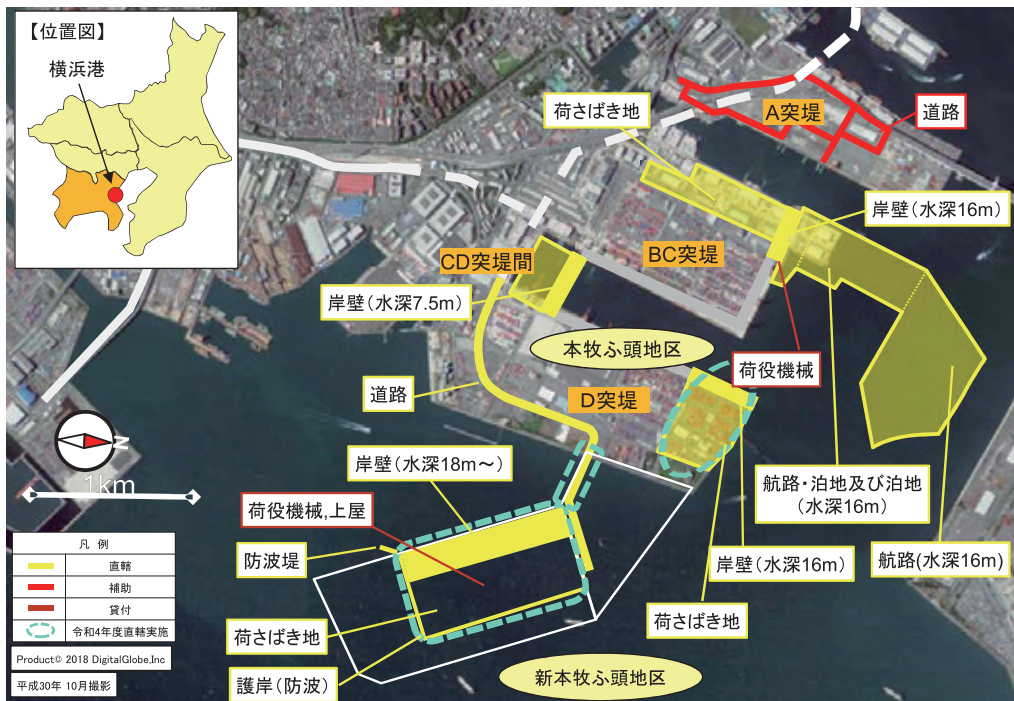 【位置図】
横浜港
荷さばき地
A突堤
道路
岸壁(水深16m)
BC突堤
CD突堤間
岸壁(水深7.5m)
本牧ふ頭地区
荷役機械
道路
D突堤
岸壁(水深18m~)
航路・泊地及び泊地
(水深16m)
N
1km
荷役機械,上屋
防波堤
岸壁(水深16m)
航路(水深16m)
凡 例
直轄
補助
貸付
令和4年度直轄実施
荷さばき地
荷さばき地
護岸(防波)
新本牧ふ頭地区
Product© 2018 DigitalGlobe,Inc
平成30年 10月撮影